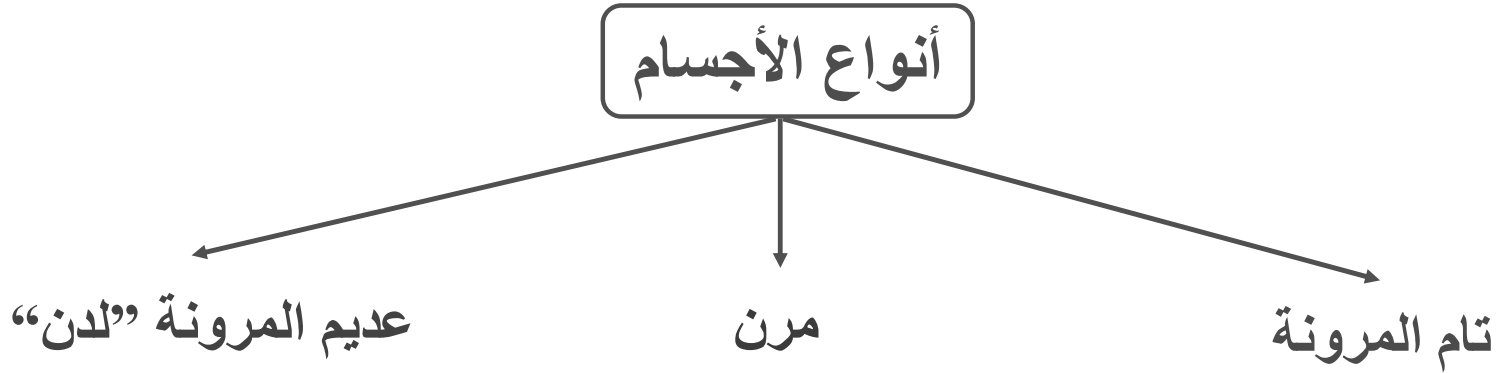 أنواع الأجسام
تام المرونة
مرن
عديم المرونة ”لدن“